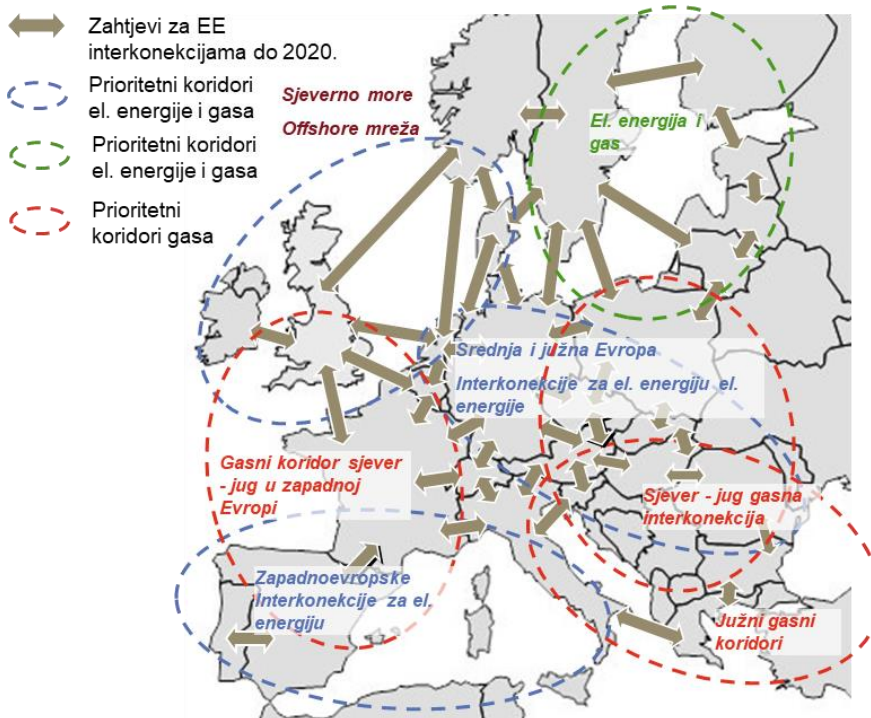 Zahtjevi za EE
interkonekcijama do 2020.
Prioritetni koridori
el. energije i gasa
Prioritetni koridori
el. energije i gasa
Prioritetni
koridori gasa
Sjeverno more
Offshore mreža
El. energija i
gas
Srednja i južna Evropa
Interkonekcije za el. energiju el.
energije
Gasni koridor sjever
- jug u zapadnoj
Evropi
Sjever - jug gasna
interkonekcija
Zapadnoevropske
Interkonekcije za el.
energiju
Južni gasni
koridori